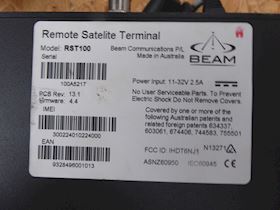 Remote Satelite Terminal
Model: RST100
Serial
100A5217
PCB Rev: 13.1
Firmware: 4.4
IMEI
300224010224000
EAN
9328496001013
Beam Communications P/L
Made in Australia
BEAM
Power Input: 11-32V 2.5A
No User Serviceable Parts. To Prevent
Electric Shock Do Not Remove Cover.
Covered by one or more of the
following Australian patents and
related foreign patents 634337
603061, 674406, 744583, 755501
FCC ID: IHDT6NJ1
N13271
ASNZ60950
IEC60945